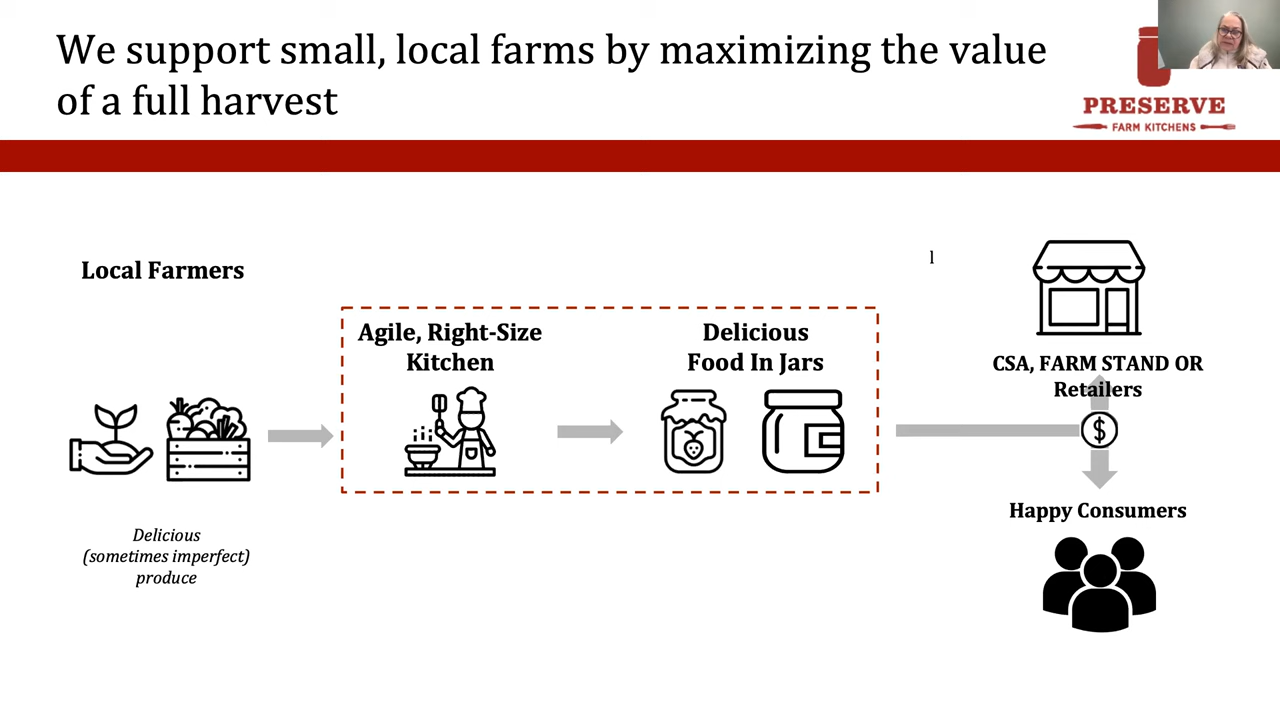 We support small, local farms by maximizing the value
of a full harvest
PRESERVE
FARM KITCHENS
Local Farmers
l
Agile, Right-Size
Kitchen
Delicious
Food In Jars
CSA, FARM STAND OR
Retailers
$
Happy Consumers
Delicious
(sometimes imperfect)
produce